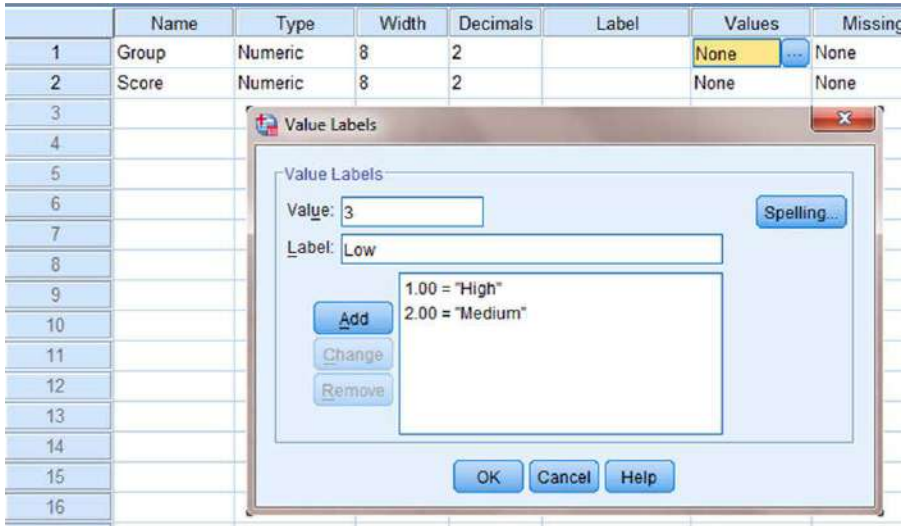 Name Type Width Decimals Label Values Missing
1 Group Numeric 8 2 None ... None
2 Score Numeric 8 2 None None
3
Value Labels
4
5
Value Labels
6
Value: 3 Spelling...
7
Label: Low
8
9
1.00 = "High"
10
Add 2.00 = "Medium"
11
Change
12
Remove
13
14
15
OK Cancel Help
16